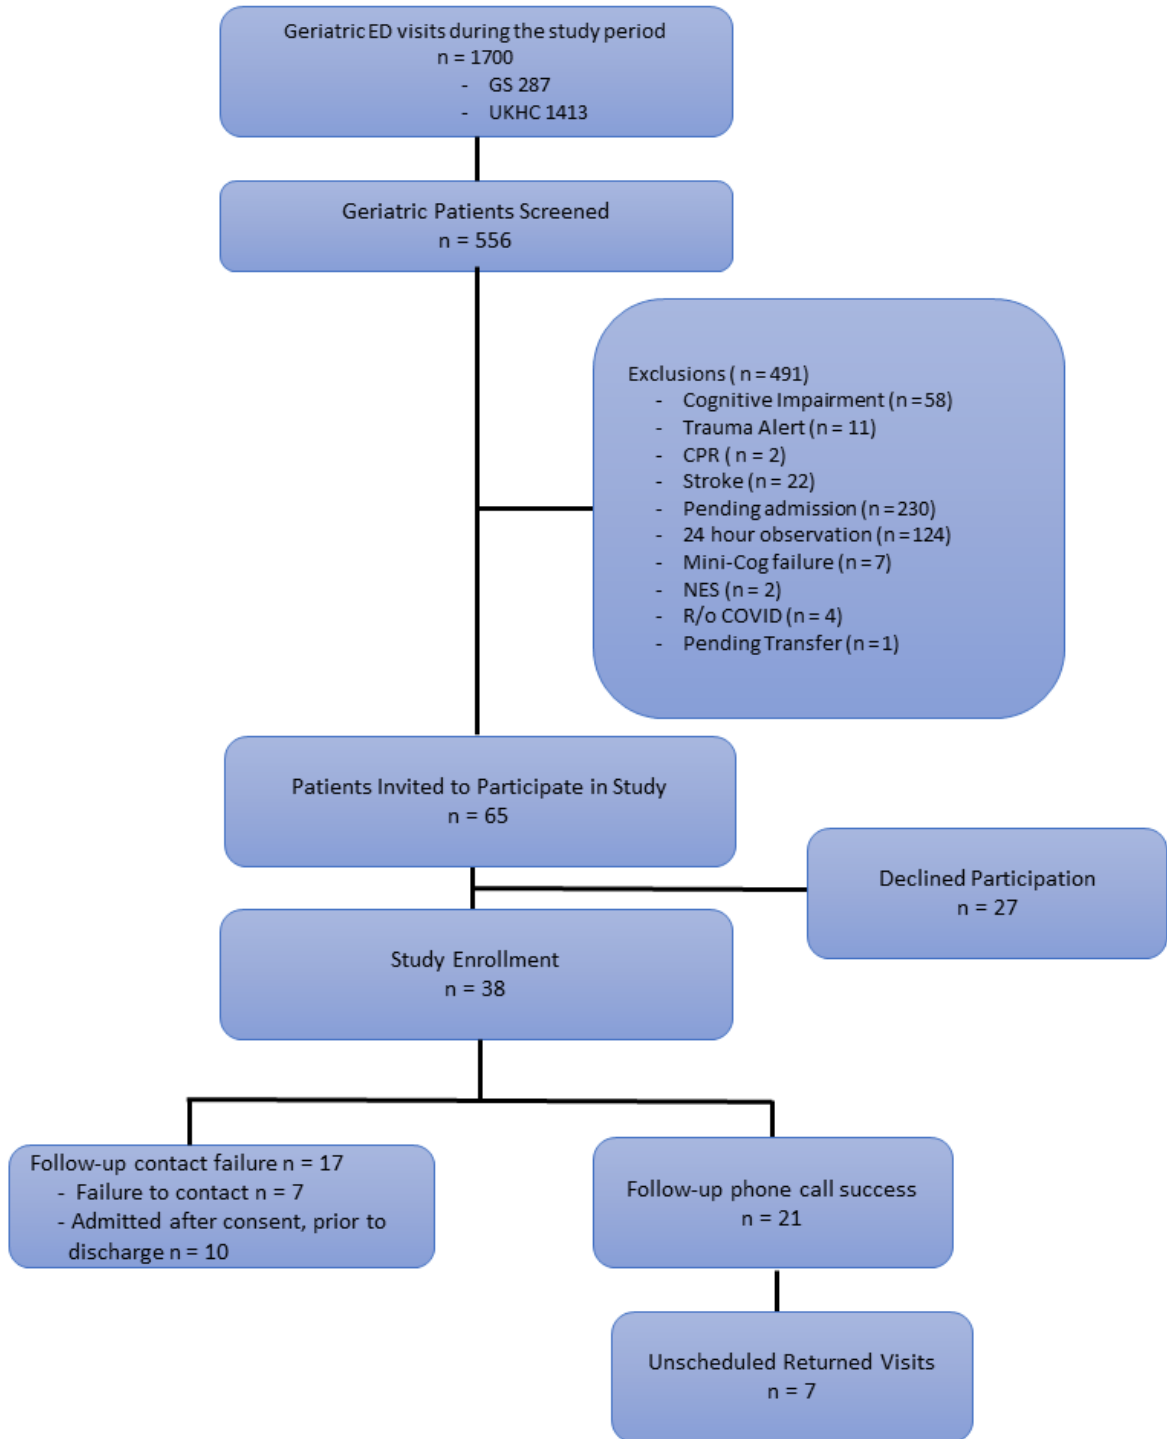 Geriatric ED visits during the study period
n = 1700
- GS 287
- UKHC 1413
Geriatric Patients Screened
n = 556
Exclusions ( n = 491)
- Cognitive Impairment (n =58)
- Trauma Alert (n = 11)
- CPR ( n = 2)
- Stroke (n = 22)
- Pending admission (n =230)
- 24 hour observation (n =124)
- Mini-Cog failure (n = 7)
- NES (n = 2)
- R/o COVID (n = 4)
- Pending Transfer (n =1)
Patients Invited to Participate in Study
n = 65
Declined Participation
n = 27
Study Enrollment
n = 38
Follow-up contact failure n = 17
- Failure to contact n = 7
- Admitted after consent, prior to
discharge n = 10
Follow-up phone call success
n = 21
Unscheduled Returned Visits
n = 7